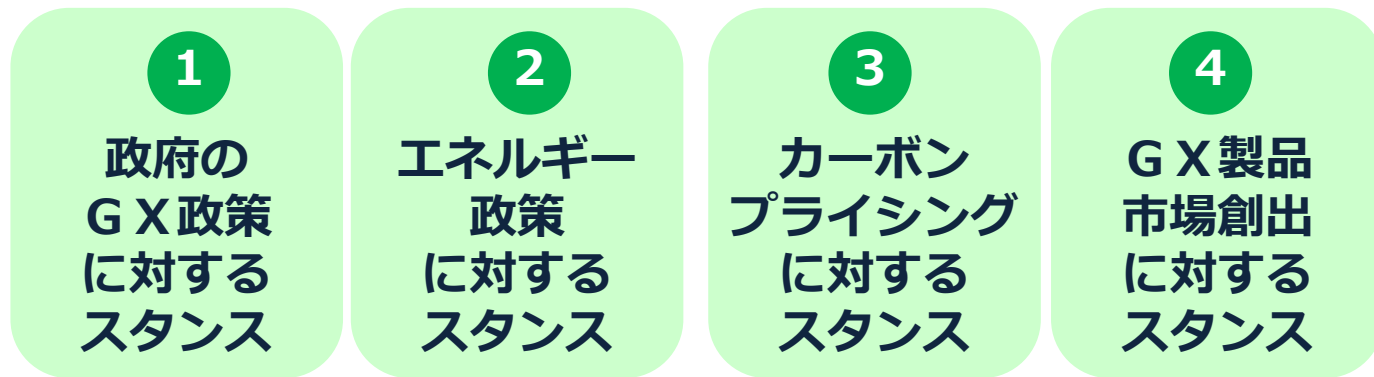 1
政府の
ＧＸ政策
に対する
スタンス
2
エネルギー
政策
に対する
スタンス
3
カーボン
プライシング
に対する
スタンス
4
ＧＸ製品
市場創出
に対する
スタンス